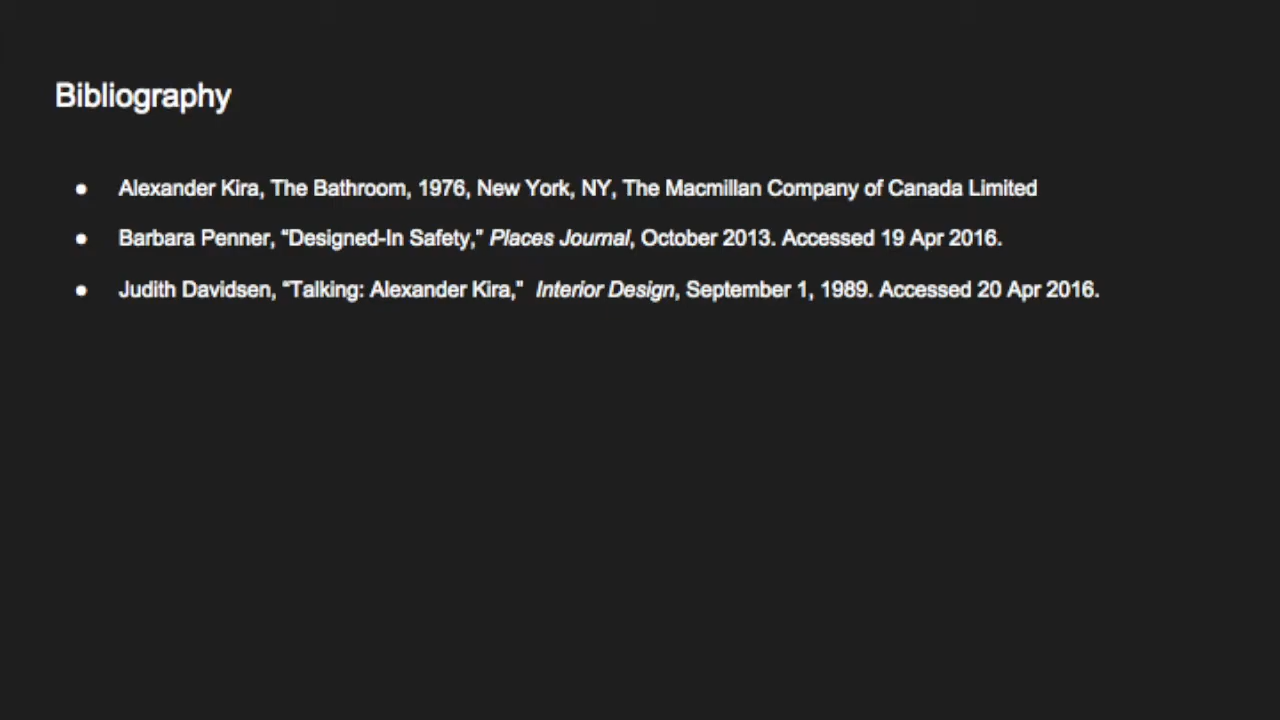 Bibliography
● Alexander Kira, The Bathroom, 1976, New York, NY, The Macmillan Company of Canada Limited
● Barbara Penner, “Designed-In Safety,” Places Journal, October 2013. Accessed 19 Apr 2016.
● Judith Davidsen, “Talking: Alexander Kira,” Interior Design, September 1, 1989. Accessed 20 Apr 2016.